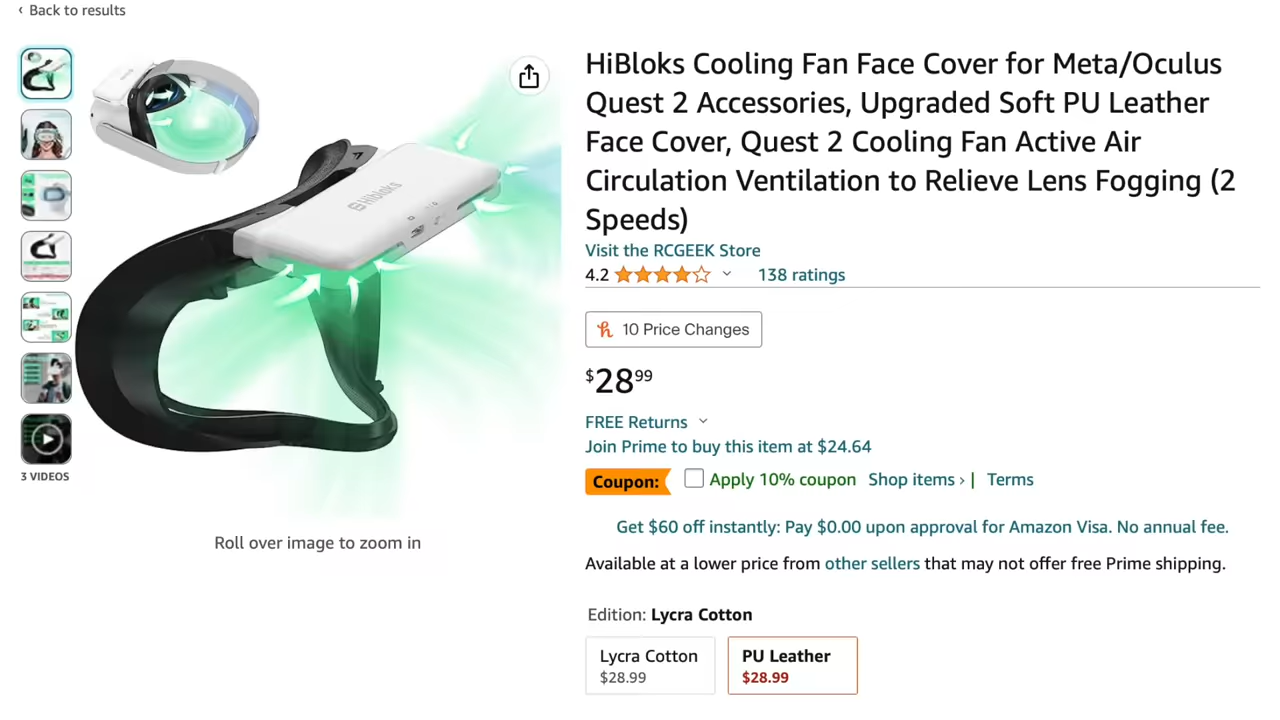 ‹ Back to results
HiBloks Cooling Fan Face Cover for Meta/Oculus
Quest 2 Accessories, Upgraded Soft PU Leather
Face Cover, Quest 2 Cooling Fan Active Air
Circulation Ventilation to Relieve Lens Fogging (2
Speeds)
Visit the RCGEEK Store
4.2 138 ratings
10 Price Changes
$28.99
FREE Returns
Join Prime to buy this item at $24.64
Coupon: Apply 10% coupon Shop items › | Terms
Get $60 off instantly: Pay $0.00 upon approval for Amazon Visa. No annual fee.
Available at a lower price from other sellers that may not offer free Prime shipping.
Edition: Lycra Cotton
Lycra Cotton
$28.99
PU Leather
$28.99
Hibloks
3 VIDEOS
Roll over image to zoom in